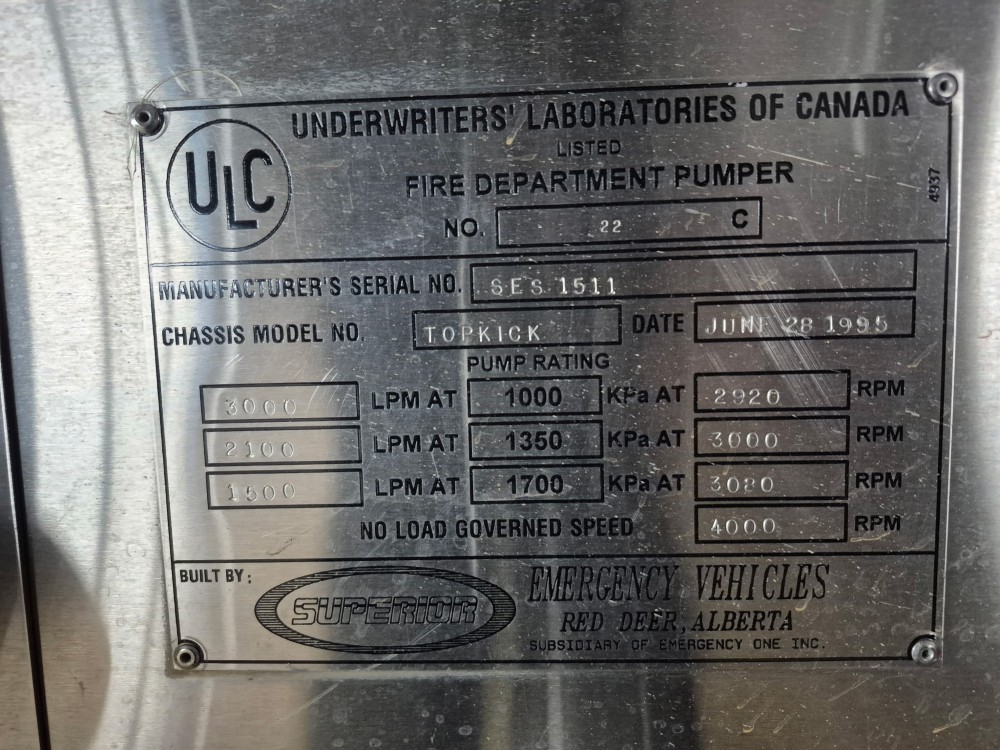 ULC
UNDERWRITERS' LABORATORIES OF CANADA
LISTED
FIRE DEPARTMENT PUMPER
4937
NO. 22 C
MANUFACTURER'S SERIAL NO. SES 1511
CHASSIS MODEL NO. TOPKICK DATE JUNE 28 1995
PUMP RATING
3000 LPM AT 1000 KPa AT 2920 RPM
2100 LPM AT 1350 KPa AT 3000 RPM
1500 LPM AT 1700 KPa AT 3020 RPM
NO LOAD GOVERNED SPEED 4000 RPM
BUILT BY: SUPERIOR EMERGENCY VEHICLES
RED DEER, ALBERTA
SUBSIDIARY OF EMERGENCY ONE INC.